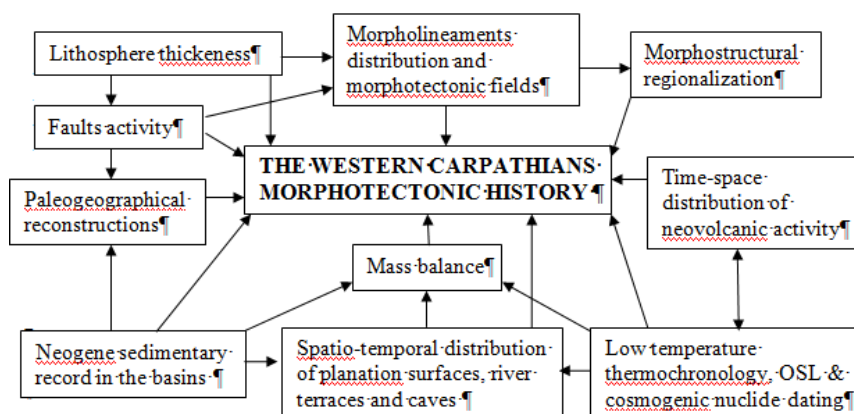 Lithosphere thickeness¶
Morpholineaments·
distribution and
morphotectonic fields¶
Morphostructural·
regionalization¶
Faults·activity¶
THE·WESTERN·CARPATHIANS·
MORPHOTECTONIC·HISTORY·¶
Paleogeographical·
reconstructions¶
Time-space·
distribution of·
neovolcanic activity¶
Mass·balance¶
Neogene·sedimentary·
record in the basins·¶
Spatio-temporal distribution
of planation surfaces, river
terraces and caves¶
Low temperature
thermochronology, OSL &
cosmogenic nuclide dating¶